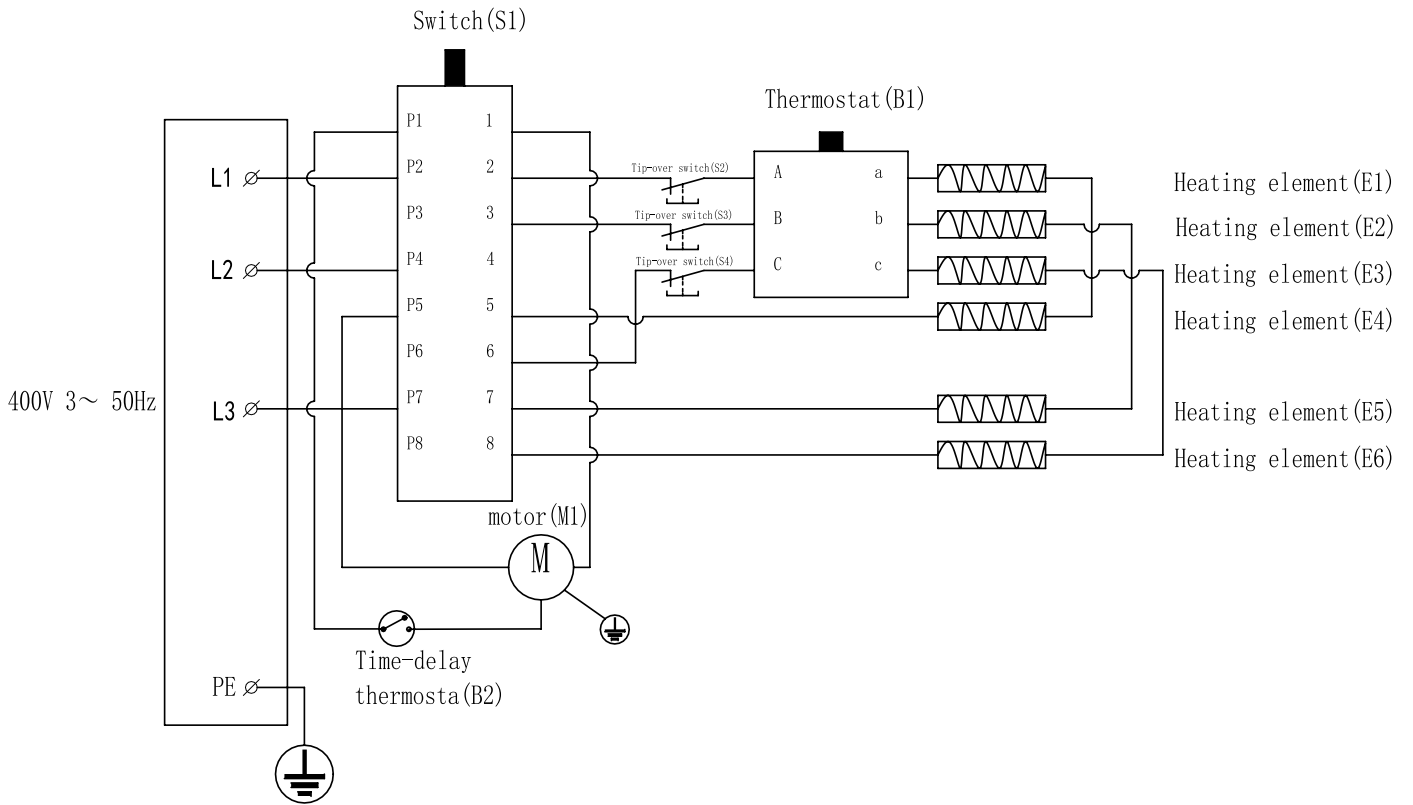 Switch(S1)
Thermostat(B1)
P1 1
P2 2
P3 3
P4 4
P5 5
P6 6
P7 7
P8 8
L1
L2
L3
PE
400V 3～ 50Hz
Tip-over switch(S2)
Tip-over switch(S3)
Tip-over switch(S4)
A a
B b
C c
Heating element(E1)
Heating element(E2)
Heating element(E3)
Heating element(E4)
Heating element(E5)
Heating element(E6)
motor(M1)
M
Time-delay
thermosta(B2)